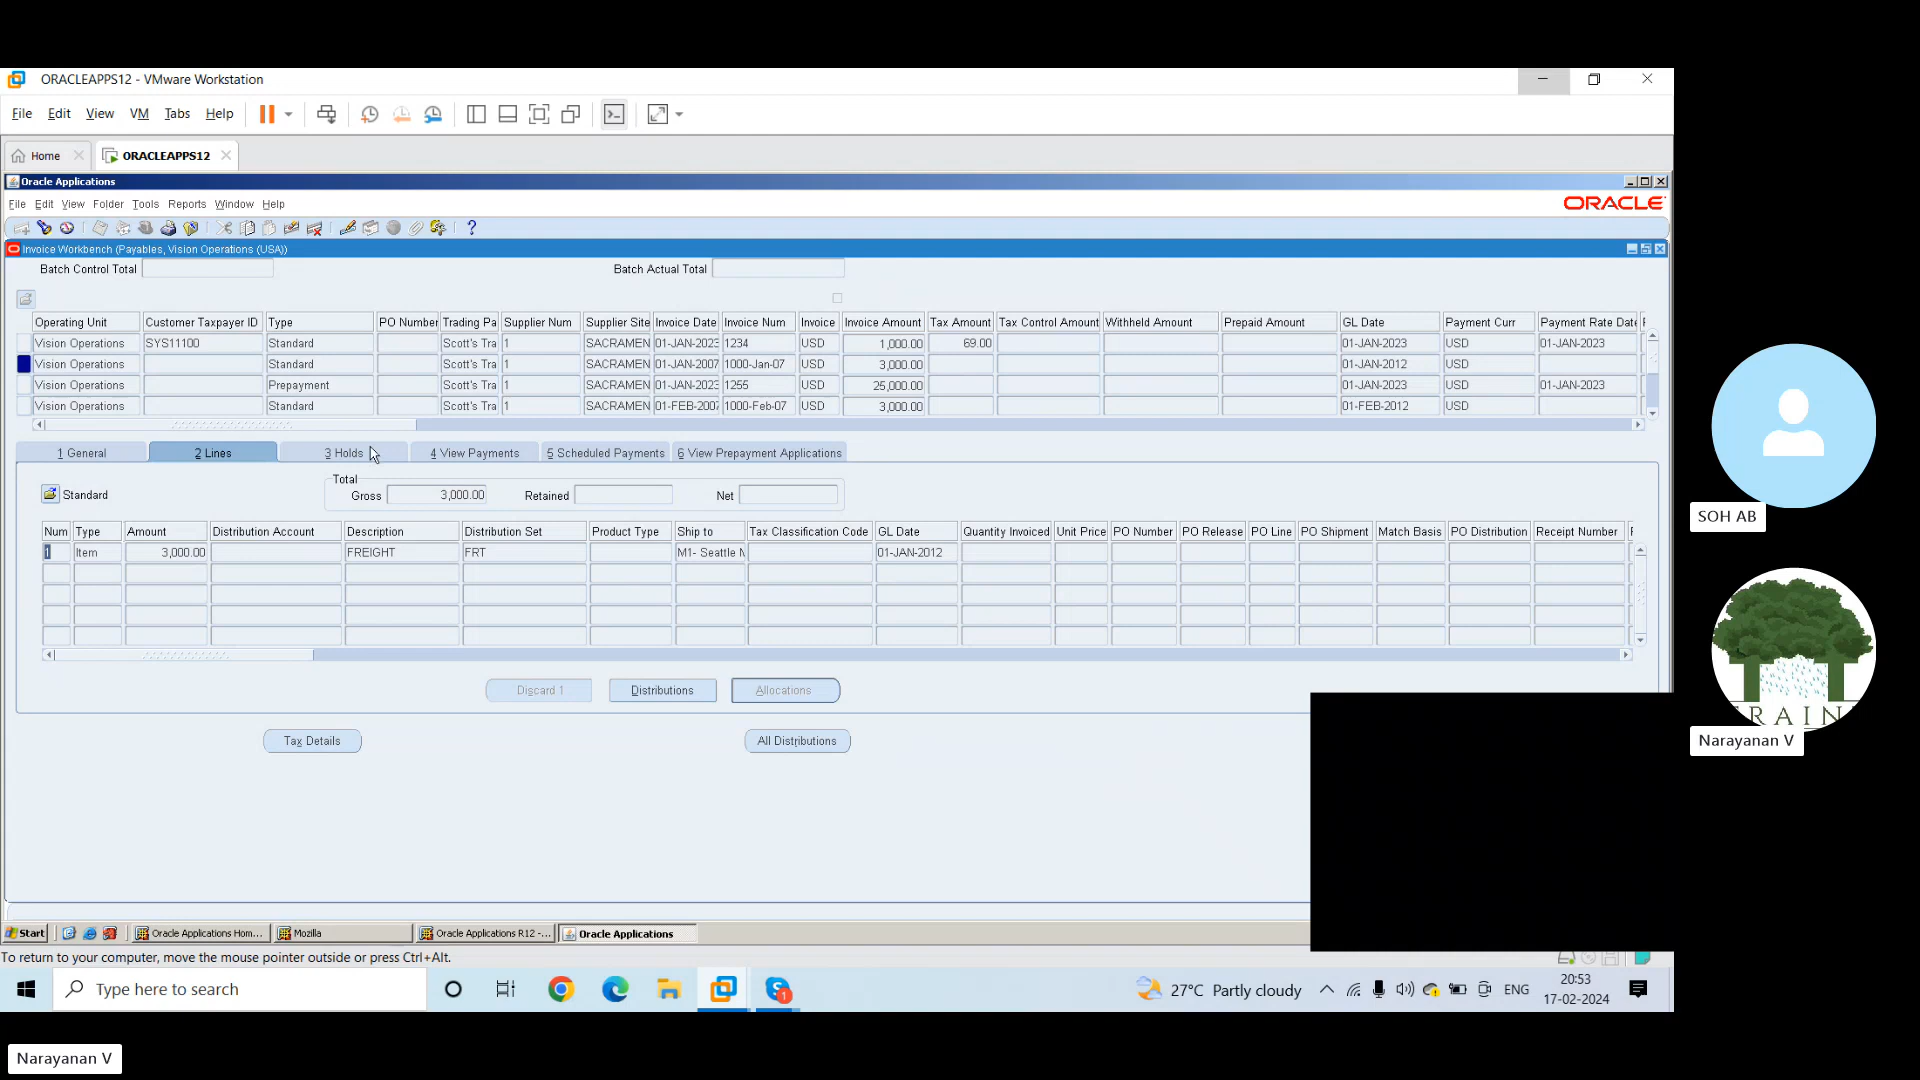 ORACLEAPPS12 - VMware Workstation
File Edit View VM Tabs Help
Home ORACLEAPPS12
Oracle Applications
File Edit View Folder Tools Reports Window Help ORACLE
Invoice Workbench (Payables, Vision Operations (USA))
Batch Control Total Batch Actual Total
Operating Unit Customer Taxpayer ID Type PO Number Trading Pa Supplier Num Supplier Site Invoice Date Invoice Num Invoice Invoice Amount Tax Amount Tax Control Amount Withheld Amount Prepaid Amount GL Date Payment Curr Payment Rate Date
Vision Operations SYS11100 Standard Scott's Tra 1 SACRAMEN 01-JAN-2023 1234 USD 1,000.00 69.00 01-JAN-2023 USD 01-JAN-2023
Vision Operations Standard Scott's Tra 1 SACRAMEN 01-JAN-2007 1000-Jan-07 USD 3,000.00 01-JAN-2012 USD
Vision Operations Prepayment Scott's Tra 1 SACRAMEN 01-JAN-2023 1255 USD 25,000.00 01-JAN-2023 USD 01-JAN-2023
Vision Operations Standard Scott's Tra 1 SACRAMEN 01-FEB-2007 1000-Feb-07 USD 3,000.00 01-FEB-2012 USD
1 General 2 Lines 3 Holds 4 View Payments 5 Scheduled Payments 6 View Prepayment Applications
Total
Standard Gross 3,000.00 Retained Net
Num Type Amount Distribution Account Description Distribution Set Product Type Ship to Tax Classification Code GL Date Quantity Invoiced Unit Price PO Number PO Release PO Line PO Shipment Match Basis PO Distribution Receipt Number
1 Item 3,000.00 FREIGHT FRT M1- Seattle 01-JAN-2012
Discard 1 Distributions Allocations
Tax Details All Distributions
Start Oracle Applications Hom... Mozilla Oracle Applications R12 -... Oracle Applications
To return to your computer, move the mouse pointer outside or press Ctrl+Alt.
Type here to search 1 27°C Partly cloudy ENG 20:53
17-02-2024
SOH AB
RAIN
Narayanan V
Narayanan V